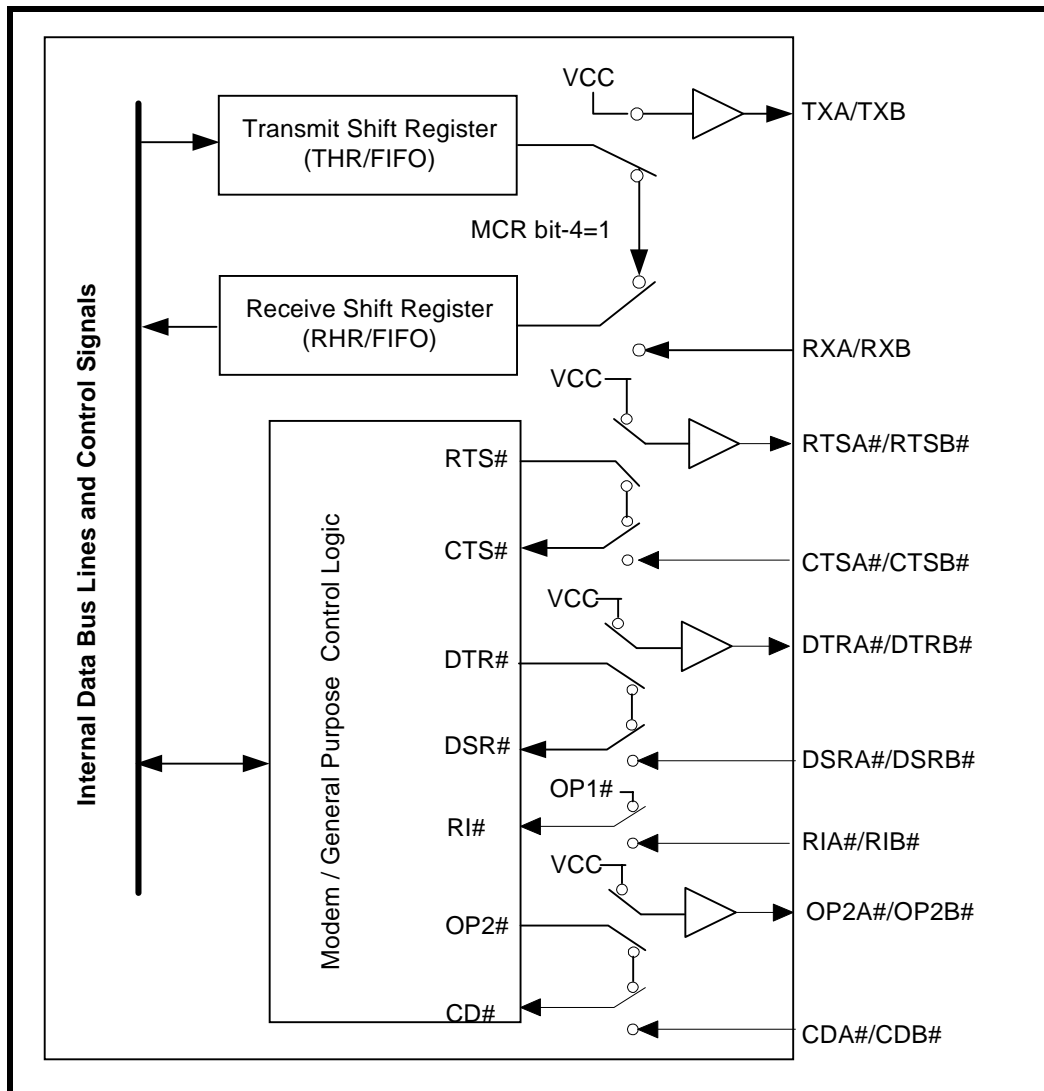 VCC
TXA/TXB
Transmit Shift Register
(THR/FIFO)
MCR bit-4=1
Receive Shift Register
(RHR/FIFO)
RXA/RXB
Internal Data Bus Lines and Control Signals
VCC
RTSA#/RTSB#
RTS#
CTS#
CTSA#/CTSB#
Modem / General Purpose Control Logic
VCC
DTRA#/DTRB#
DTR#
DSR#
DSRA#/DSRB#
OP1#
RI#
RIA#/RIB#
VCC
OP2A#/OP2B#
OP2#
CD#
CDA#/CDB#